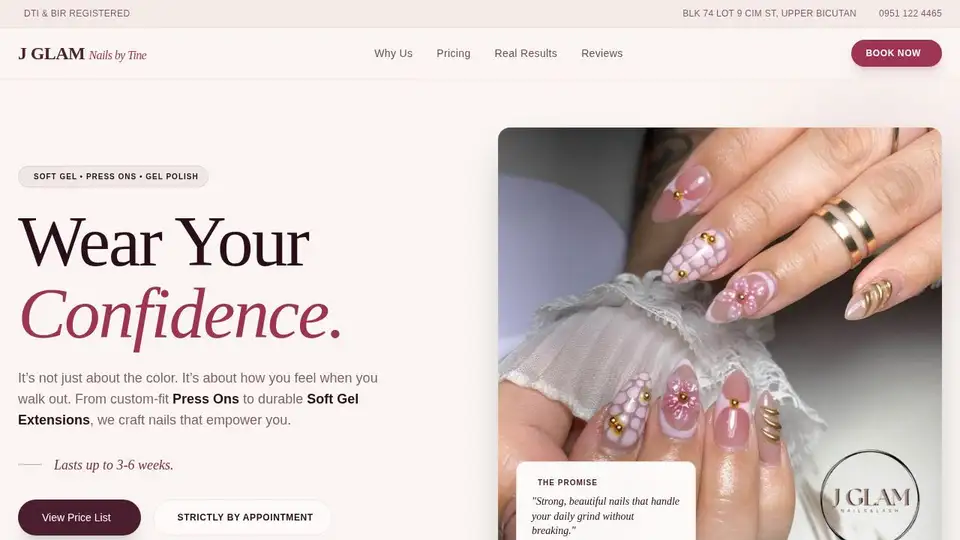 DTI & BIR REGISTERED
BLK 74 LOT 9 CIM ST, UPPER BICUTAN
0951 122 4465
J GLAM Nails by Tine
Why Us
Pricing
Real Results
Reviews
BOOK NOW
SOFT GEL • PRESS ONS • GEL POLISH
Wear Your
Confidence.
It's not just about the color. It's about how you feel when you
walk out. From custom-fit Press Ons to durable Soft Gel
Extensions, we craft nails that empower you.
Lasts up to 3-6 weeks.
View Price List
STRICTLY BY APPOINTMENT
THE PROMISE
"Strong, beautiful nails that handle
your daily grind without
breaking."
J GLAM
NAILS & LASH